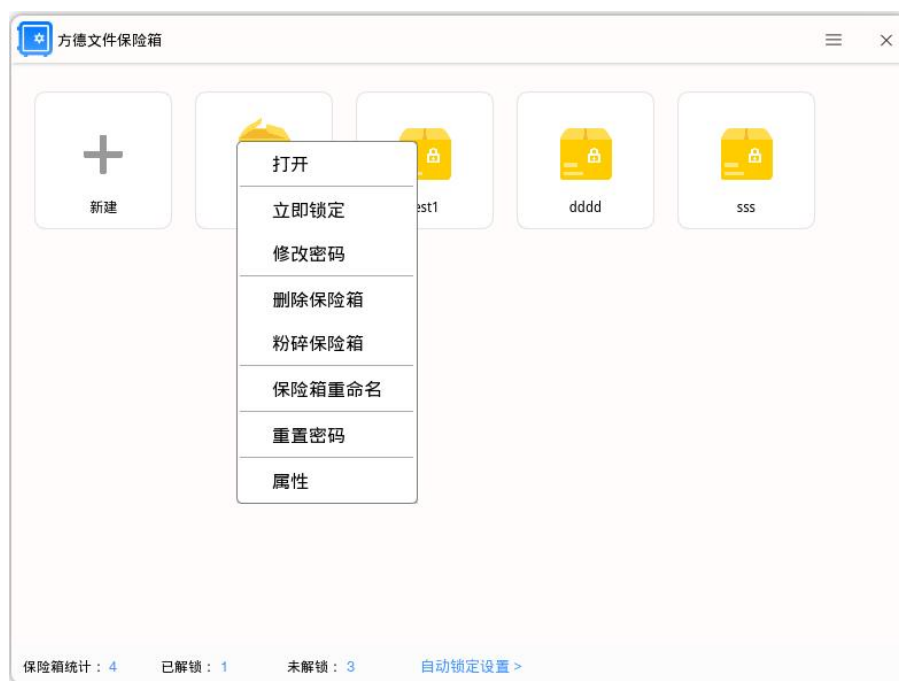 方德文件保险箱
新建
est1
dddd
sss
打开
立即锁定
修改密码
删除保险箱
粉碎保险箱
保险箱重命名
重置密码
属性
保险箱统计： 4 已解锁： 1 未解锁： 3 自动锁定设置 >